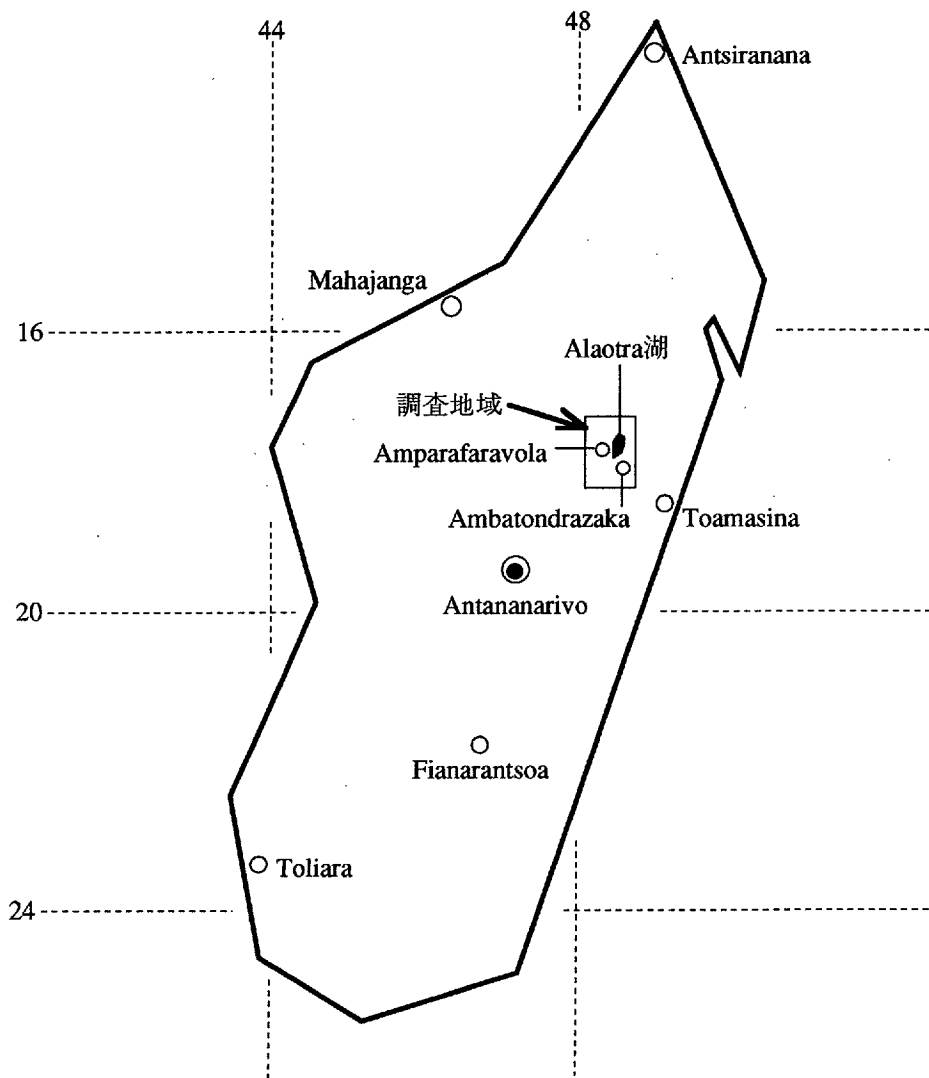 44
48
Antsiranana
Mahajanga
16
Alaotra湖
調査地域
Amparafaravola
Ambatondrazaka
Toamasina
Antananarivo
20
Fianarantsoa
Toliara
24